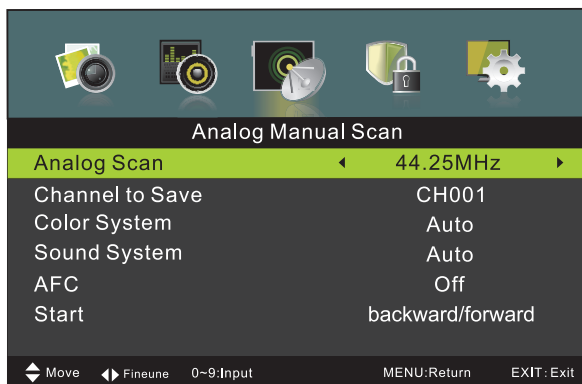 Analog Manual Scan
Analog Scan 44.25MHz
Channel to Save CH001
Color System Auto
Sound System Auto
AFC Off
Start backward/forward
Move Fineune 0~9:Input MENU:Return EXIT:Exit